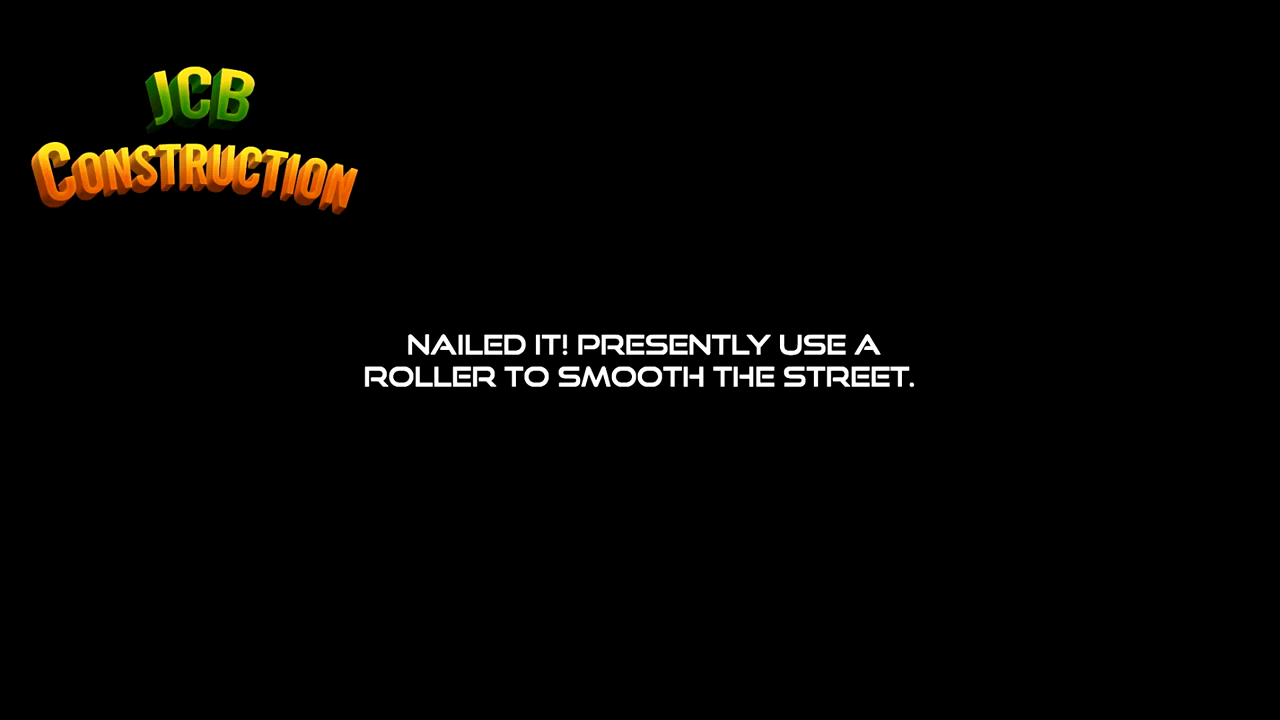 JCB
CONSTRUCTION
NAILED IT! PRESENTLY USE A
ROLLER TO SMOOTH THE STREET.